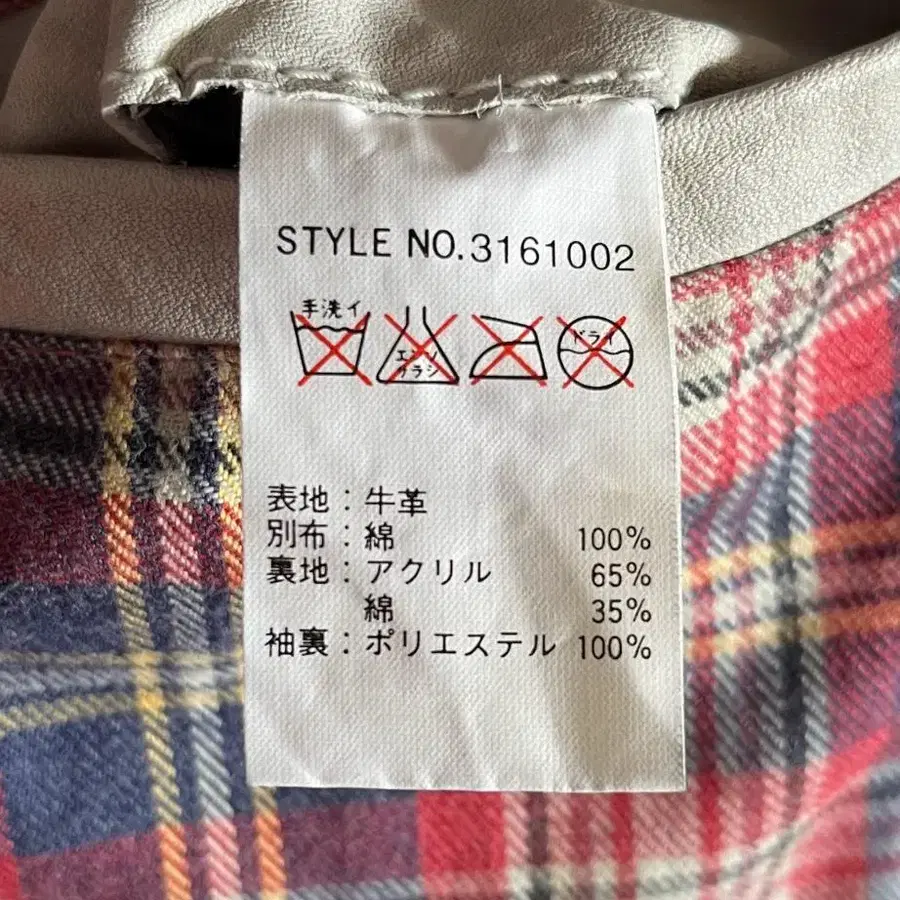 STYLE NO.3161002
手洗イ
エンソ
サラシ
ドライ
表地：牛革
別布：綿 100%
裏地：アクリル 65%
綿 35%
袖裏：ポリエステル 100%